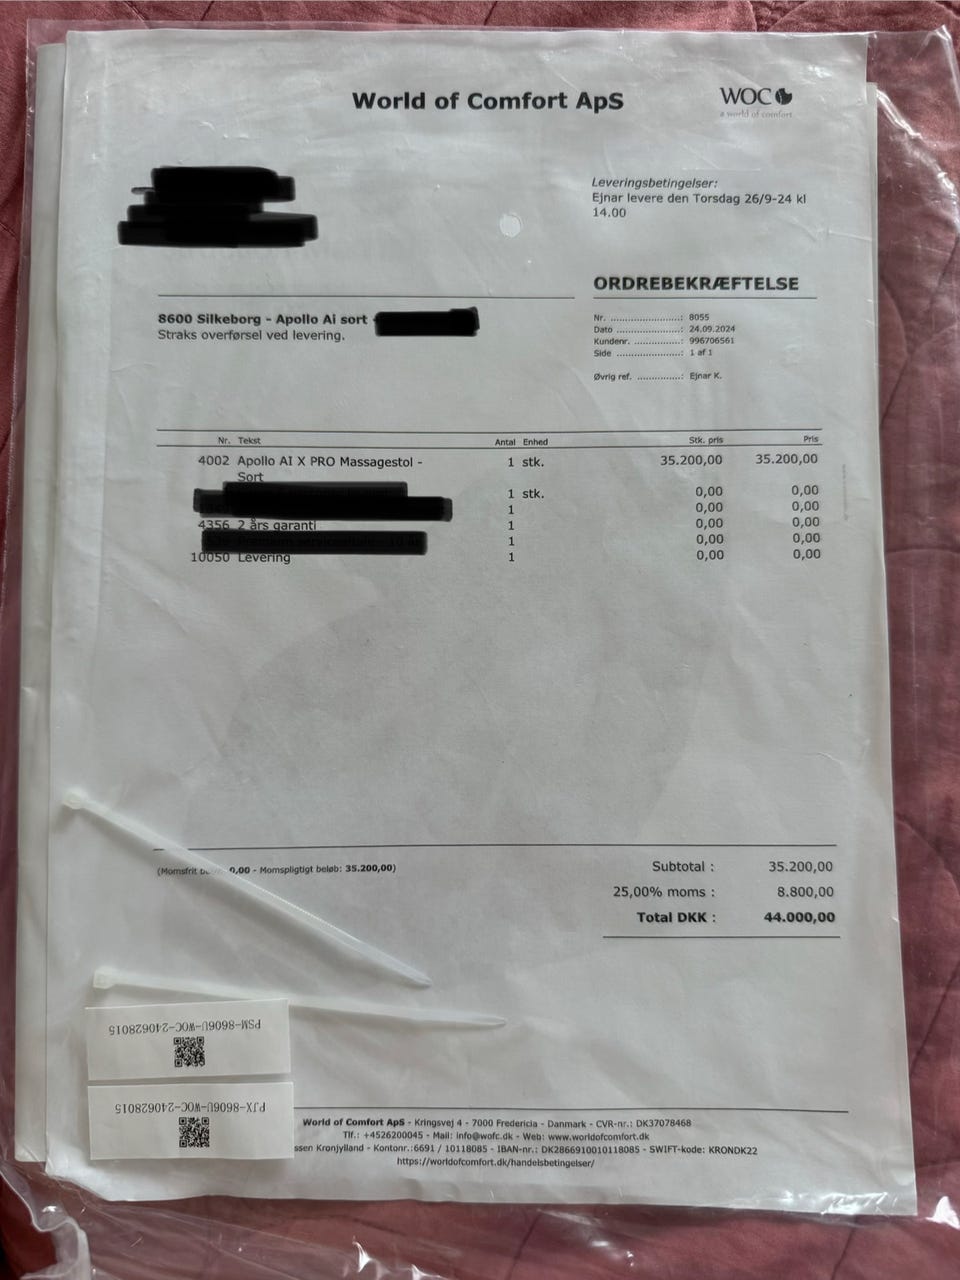 World of Comfort ApS
WOC
a world of comfort
Leveringsbetingelser:
Ejnar levere den Torsdag 26/9-24 kl
14.00
ORDREBEKRÆFTELSE
8600 Silkeborg - Apollo Ai sort
Straks overførsel ved levering.
Nr. ......................: 8055
Dato ..................: 24.09.2024
Kundenr. ...............: 996706561
Side ...................: 1 af 1
Øvrig ref. ...............: Ejnar K.
Nr. Tekst Antal Enhed Stk. pris Pris
4002 Apollo AI X PRO Massagestol - 1 stk. 35.200,00 35.200,00
Sort
1 stk. 0,00 0,00
1 0,00 0,00
4356 2 års garanti 1 0,00 0,00
1 0,00 0,00
10050 Levering 1 0,00 0,00
(Momsfrit 0,00 - Momspligtigt beløb: 35.200,00)
Subtotal : 35.200,00
25,00% moms : 8.800,00
Total DKK : 44.000,00
PSM-8606U-WOC-240628015
PJX-8606U-WOC-240628015
World of Comfort ApS - Kringsvej 4 - 7000 Fredericia - Danmark - CVR-nr.: DK37078468
Tlf.: +4526200045 - Mail: info@wofc.dk - Web: www.worldofcomfort.dk
ssen Kronjylland - Kontonr.:6691 / 10118085 - IBAN-nr.: DK2866910010118085 - SWIFT-kode: KRONDK22
https://worldofcomfort.dk/handelsbetingelser/